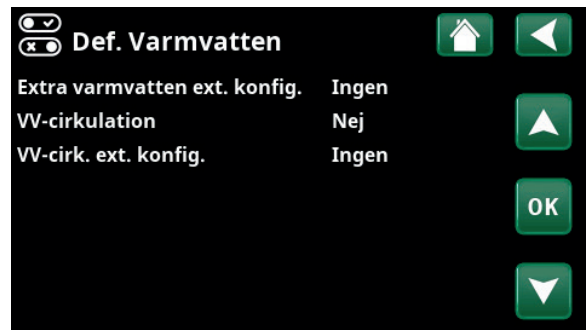 Def. Varmvatten
Extra varmvatten ext. konfig. Ingen
VV-cirkulation Nej
VV-cirk. ext. konfig. Ingen
OK